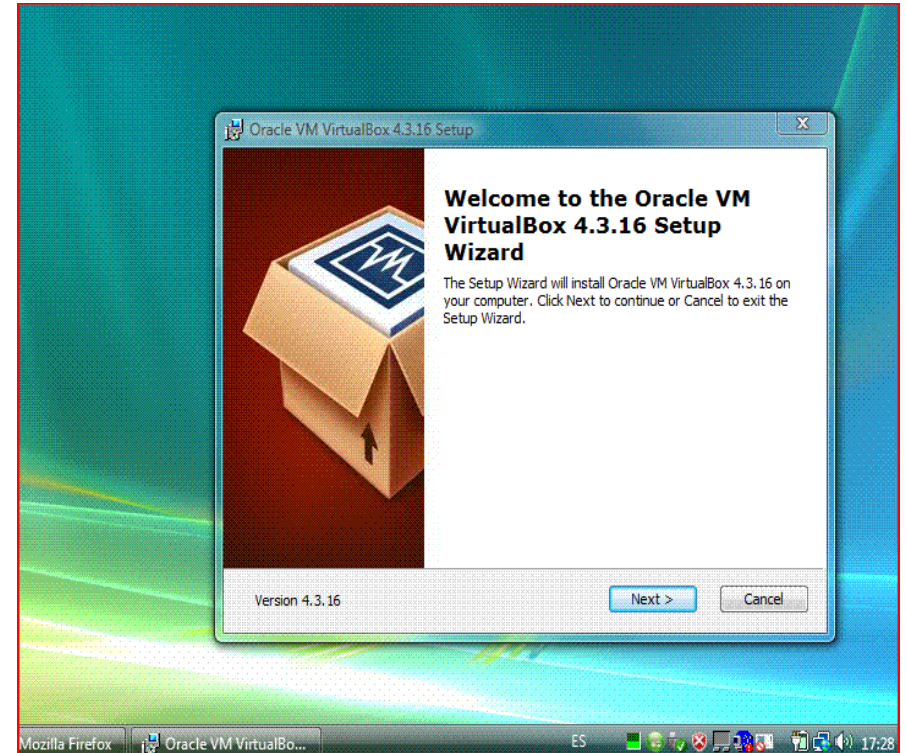 Oracle VM VirtualBox 4.3.16 Setup
Welcome to the Oracle VM
VirtualBox 4.3.16 Setup
Wizard
The Setup Wizard will install Oracle VM VirtualBox 4.3.16 on
your computer. Click Next to continue or Cancel to exit the
Setup Wizard.
Version 4.3.16
Next >
Cancel
Mozilla Firefox
Oracle VM VirtualBo...
ES
17:28